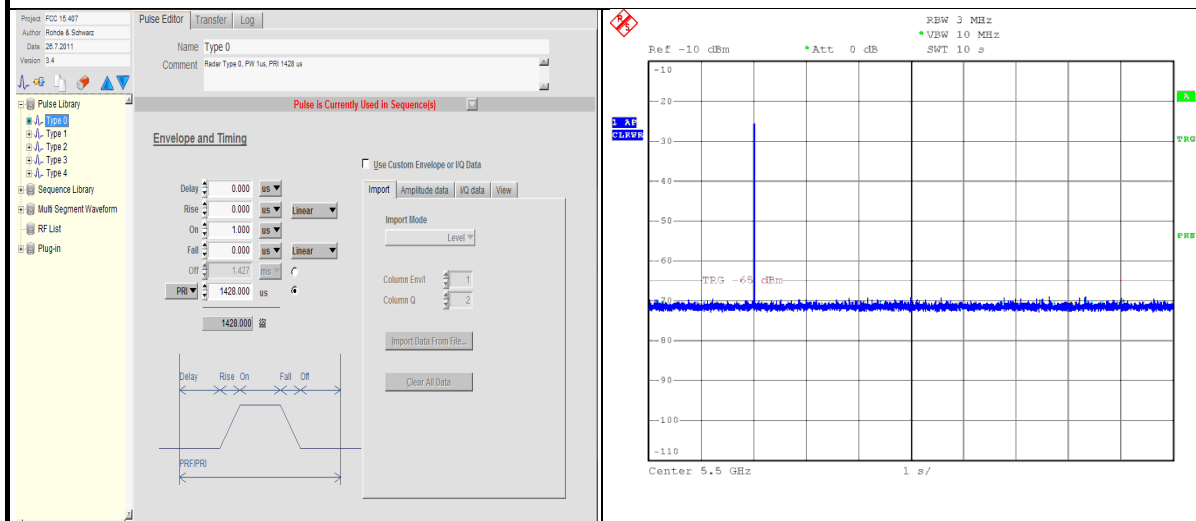 Project FCC 15.407
Author Rohde & Schwarz
Date 26.7.2011
Version 3.4
Pulse Library
Type 0
Type 1
Type 2
Type 3
Type 4
Sequence Library
Multi Segment Waveform
RF List
Plug-in
Pulse Editor Transfer Log
Name Type 0
Comment Radar Type 0, PW 1us, PRI 1428 us
Pulse is Currently Used in Sequence(s)
Envelope and Timing
Use Custom Envelope or I/Q Data
Delay 0.000 us
Rise 0.000 us Linear
On 1.000 us
Fall 0.000 us Linear
Off 1.427 ms
PRI 1428.000 us
1428.000
Import Amplitude data I/Q data View
Import Mode
Level
Column Env/I 1
Column Q 2
Import Data From File...
Clear All Data
Delay Rise On Fall Off
PRF/PRI
R S
RBW 3 MHz
*VBW 10 MHz
Ref -10 dBm *Att 0 dB SWT 10 s
-10
-20
-30
-40
-50
-60
-70
-80
-90
-100
-110
1 AP
CLRWR
A
TRG
PRN
TRG -65 dBm
Center 5.5 GHz 1 s/